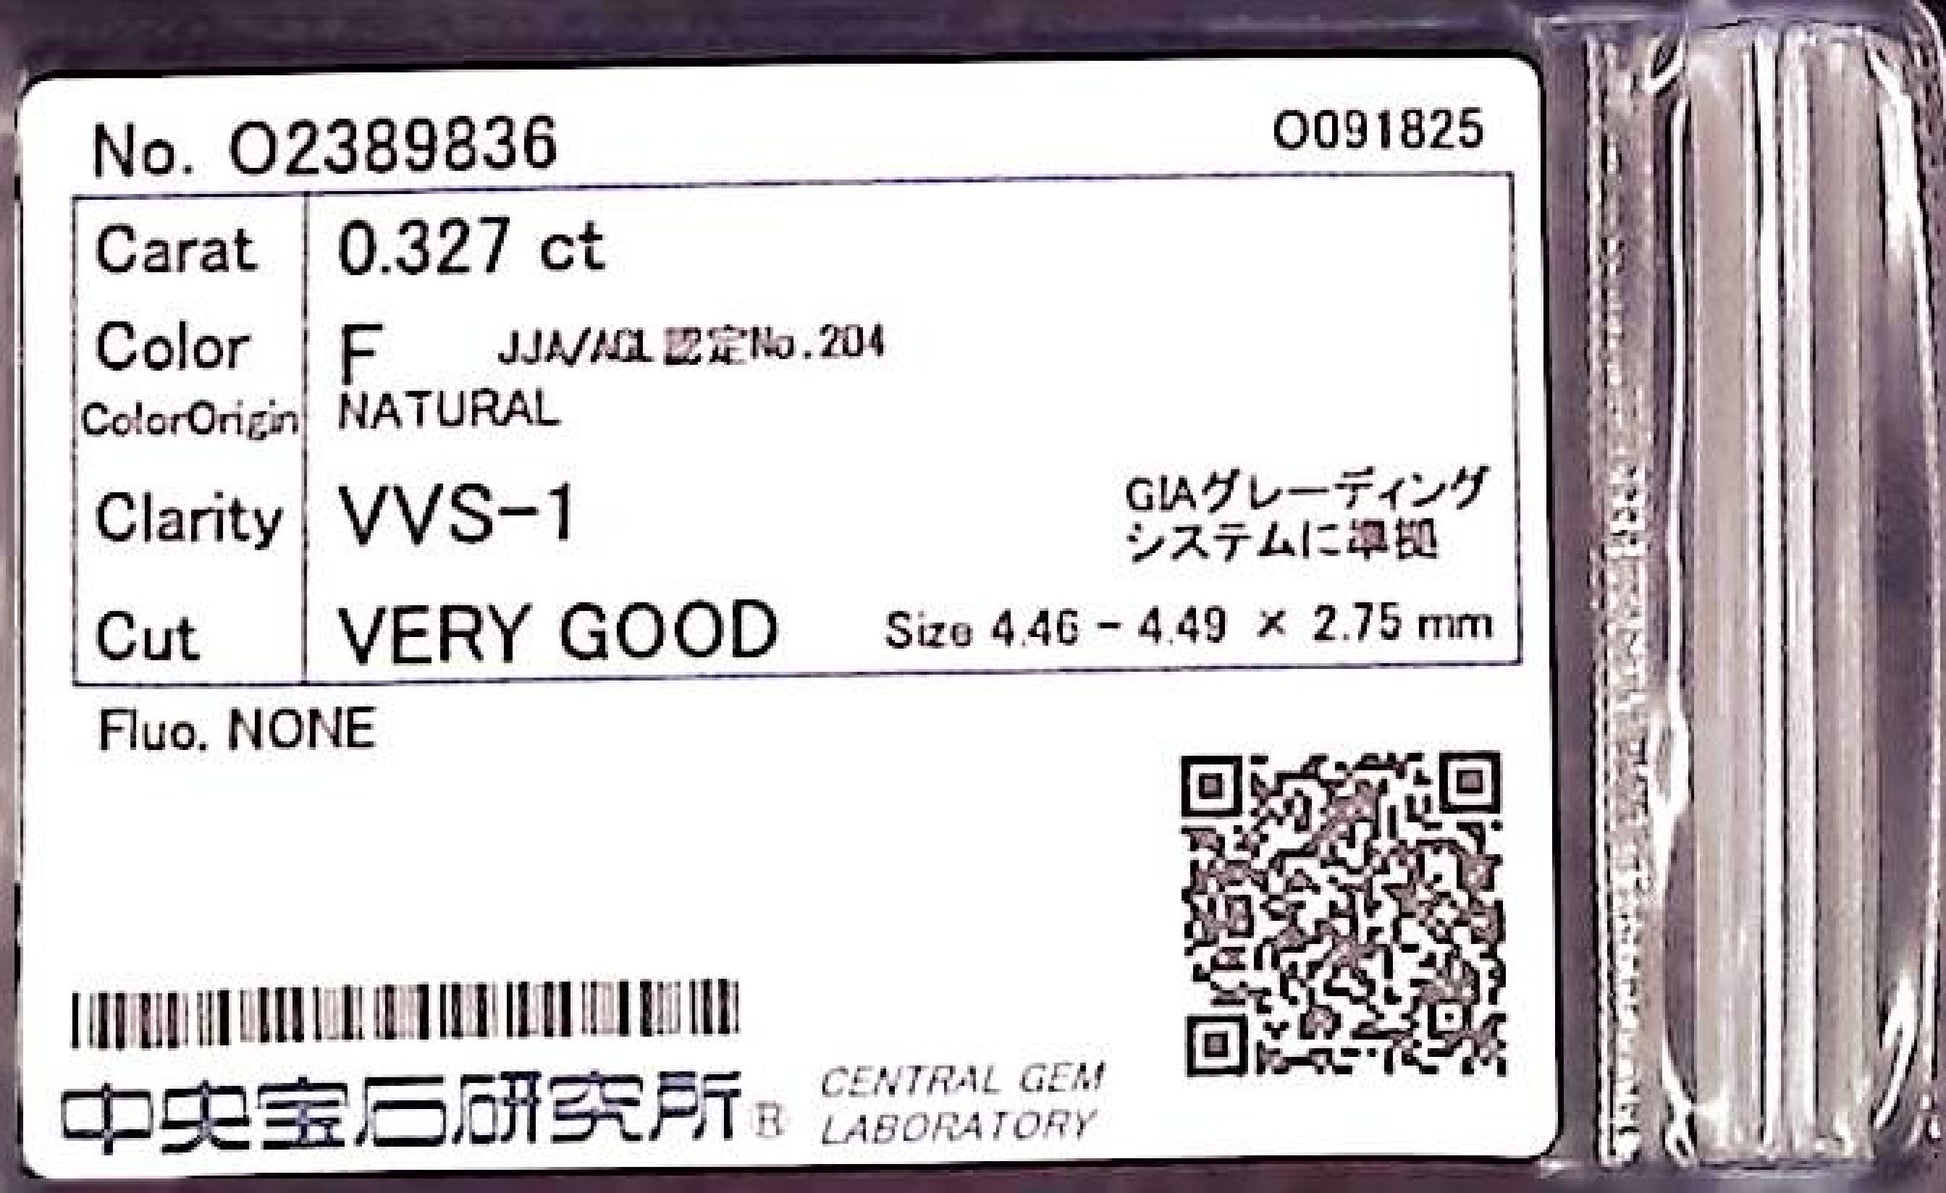 No. O2389836
O091825
Carat 0.327 ct
Color F JJA/AGL認定No.204
ColorOrigin NATURAL
Clarity VVS-1
GIAグレーディング
システムに準拠
Cut VERY GOOD Size 4.46 - 4.49 × 2.75 mm
Fluo. NONE
中央宝石研究所® CENTRAL GEM
LABORATORY